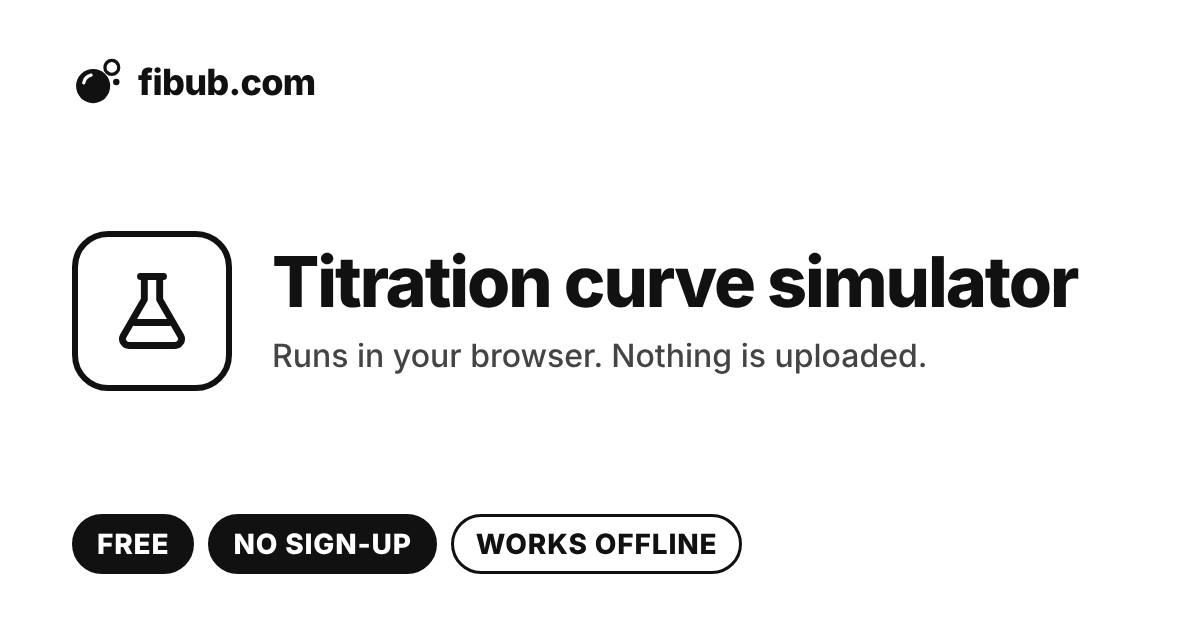 fibub.com
Titration curve simulator
Runs in your browser. Nothing is uploaded.
FREE NO SIGN-UP WORKS OFFLINE